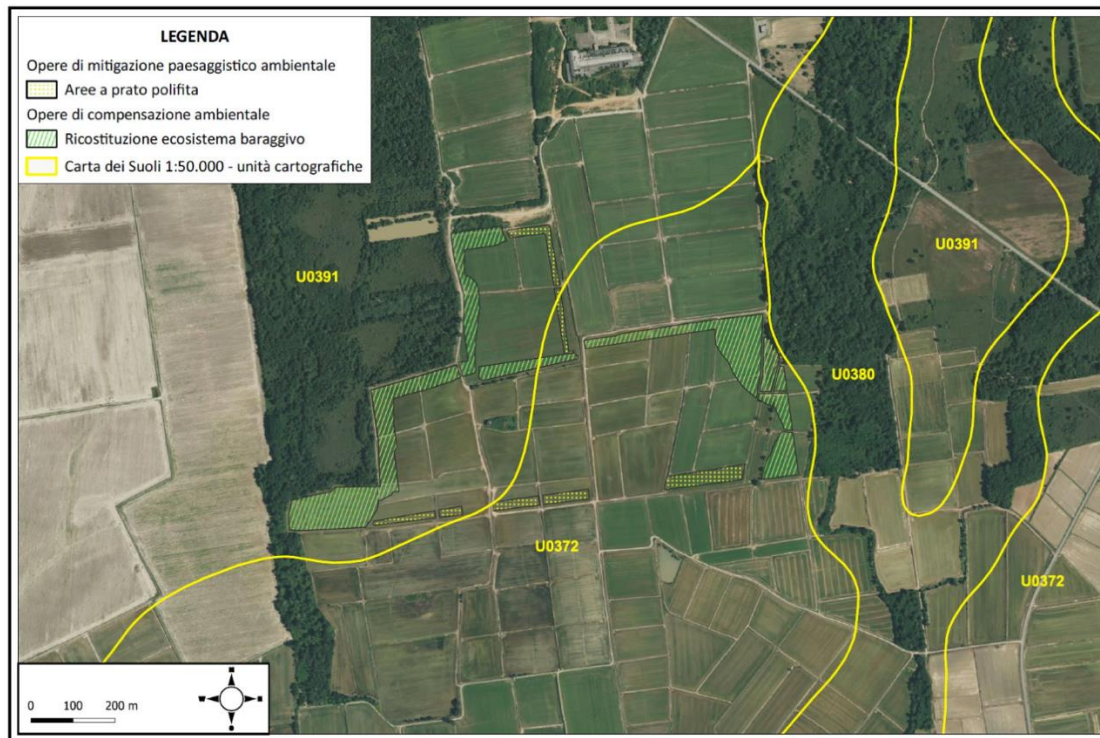 LEGENDA
Opere di mitigazione paesaggistico ambientale
Aree a prato polifita
Opere di compensazione ambientale
Ricostituzione ecosistema baraggivo
Carta dei Suoli 1:50.000 - unità cartografiche
U0391
U0391
U0380
U0372
U0372
0 100 200 m